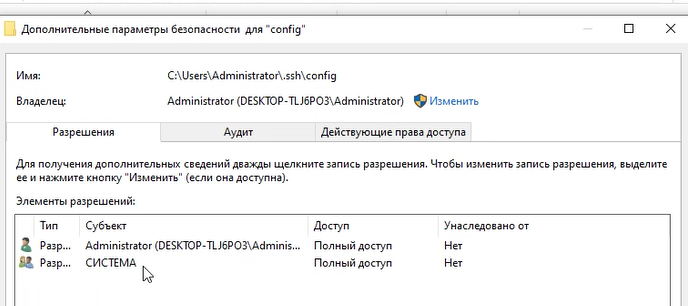 Дополнительные параметры безопасности для "config"
Имя: C:\Users\Administrator\.ssh\config
Владелец: Administrator (DESKTOP-TLJ6PO3\Administrator) Изменить
Разрешения Аудит Действующие права доступа
Для получения дополнительных сведений дважды щелкните запись разрешения. Чтобы изменить запись разрешения, выделите
ее и нажмите кнопку "Изменить" (если она доступна).
Элементы разрешений:
Тип Субъект Доступ Унаследовано от
Разр... Administrator (DESKTOP-TLJ6PO3\Adminis... Полный доступ Нет
Разр... СИСТЕМА Полный доступ Нет